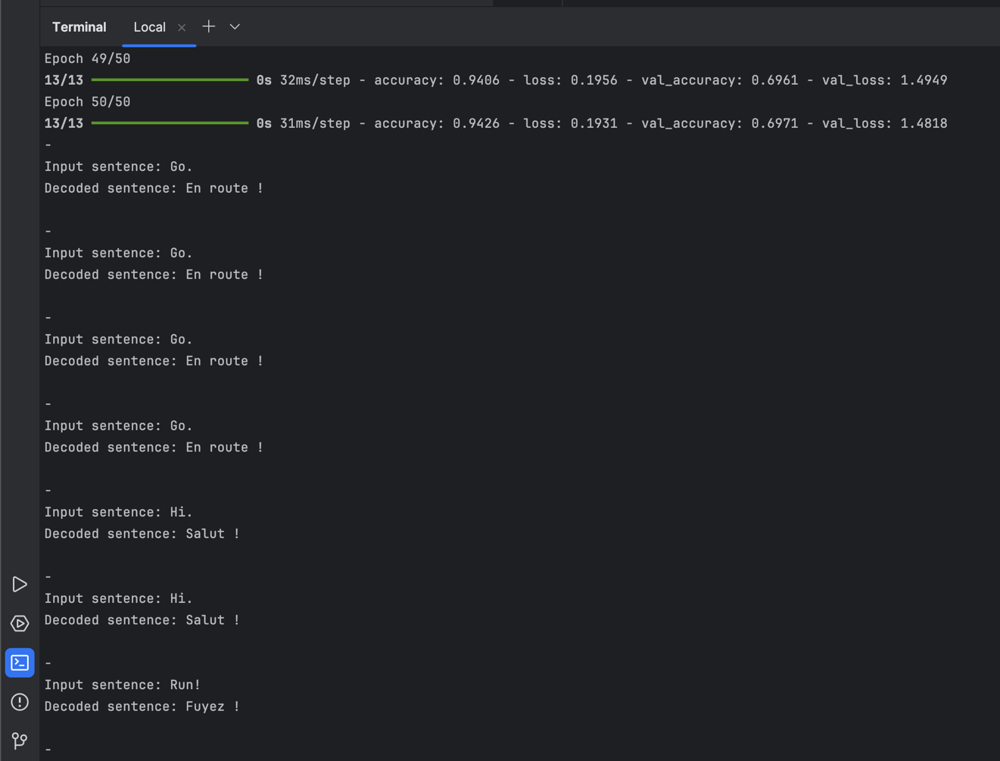 Terminal Local
Epoch 49/50
13/13 0s 32ms/step - accuracy: 0.9406 - loss: 0.1956 - val_accuracy: 0.6961 - val_loss: 1.4949
Epoch 50/50
13/13 0s 31ms/step - accuracy: 0.9426 - loss: 0.1931 - val_accuracy: 0.6971 - val_loss: 1.4818
-
Input sentence: Go.
Decoded sentence: En route !
-
Input sentence: Go.
Decoded sentence: En route !
-
Input sentence: Go.
Decoded sentence: En route !
-
Input sentence: Go.
Decoded sentence: En route !
-
Input sentence: Hi.
Decoded sentence: Salut !
-
Input sentence: Hi.
Decoded sentence: Salut !
-
Input sentence: Run!
Decoded sentence: Fuyez !
-